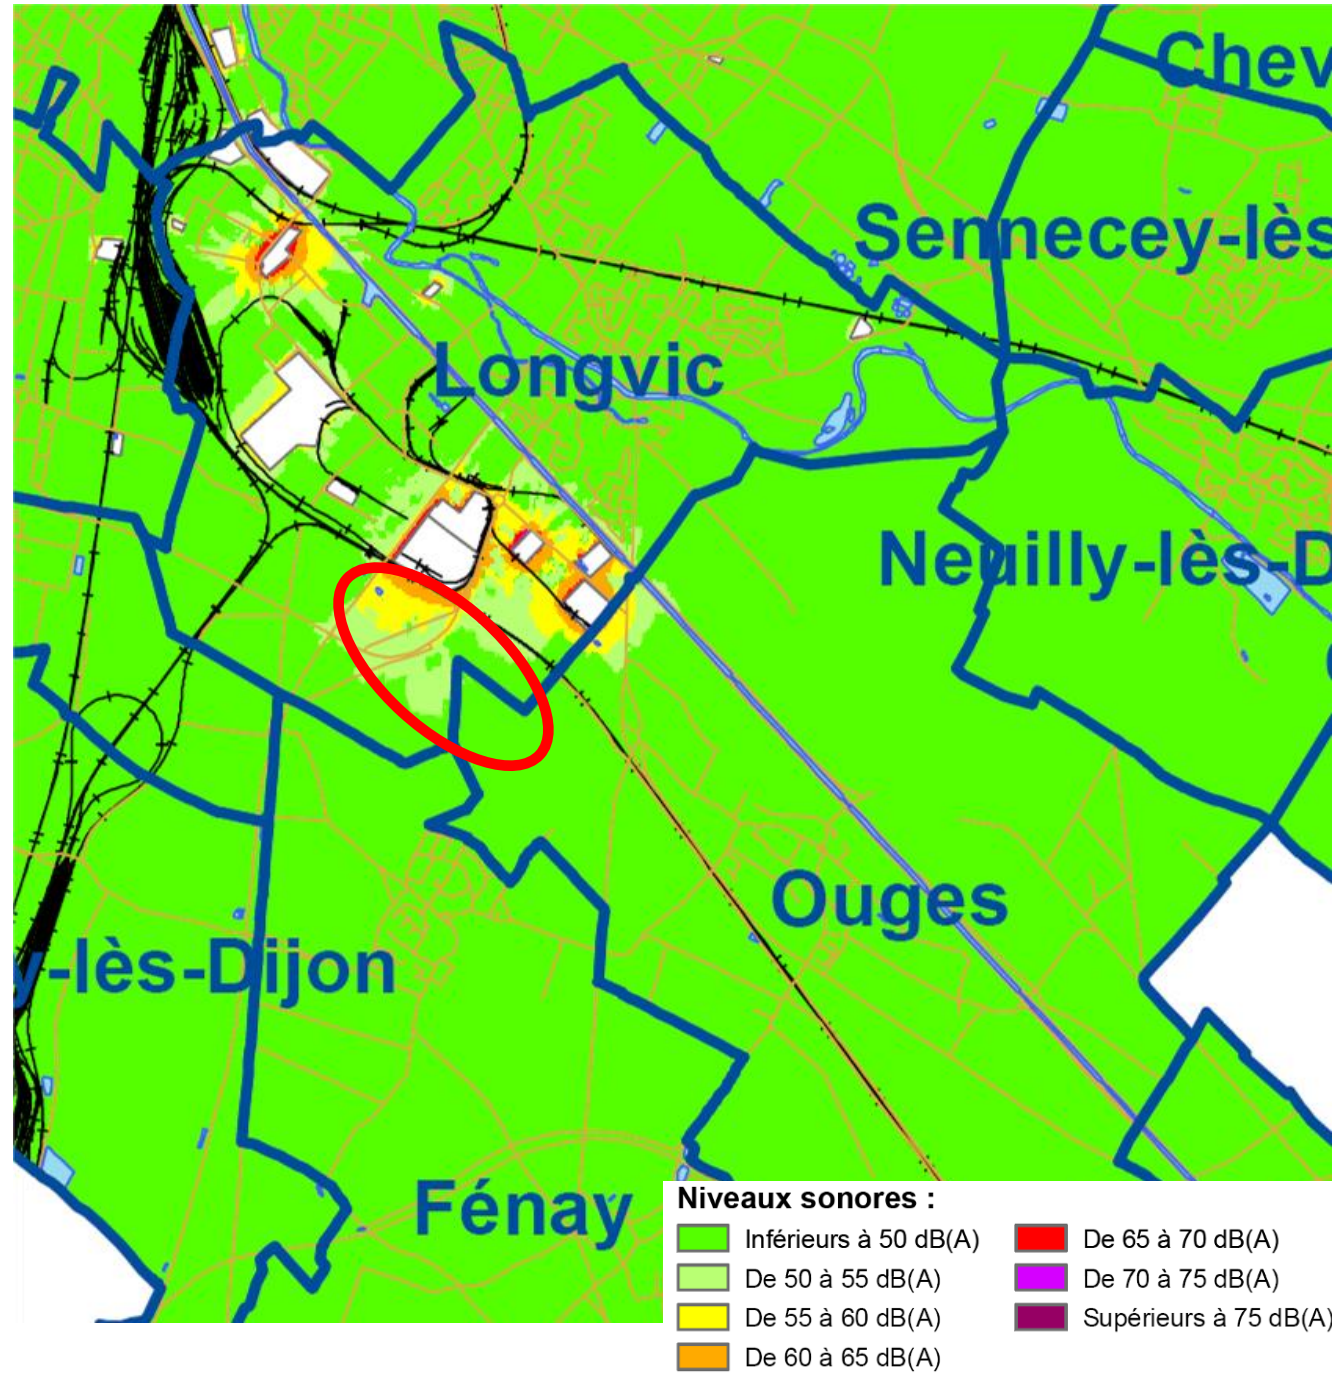 Chev
Sennecey-lès
Longvic
Neuilly-lès-D
Ouges
y-lès-Dijon
Fénay
Niveaux sonores :
Inférieurs à 50 dB(A)
De 50 à 55 dB(A)
De 55 à 60 dB(A)
De 60 à 65 dB(A)
De 65 à 70 dB(A)
De 70 à 75 dB(A)
Supérieurs à 75 dB(A)